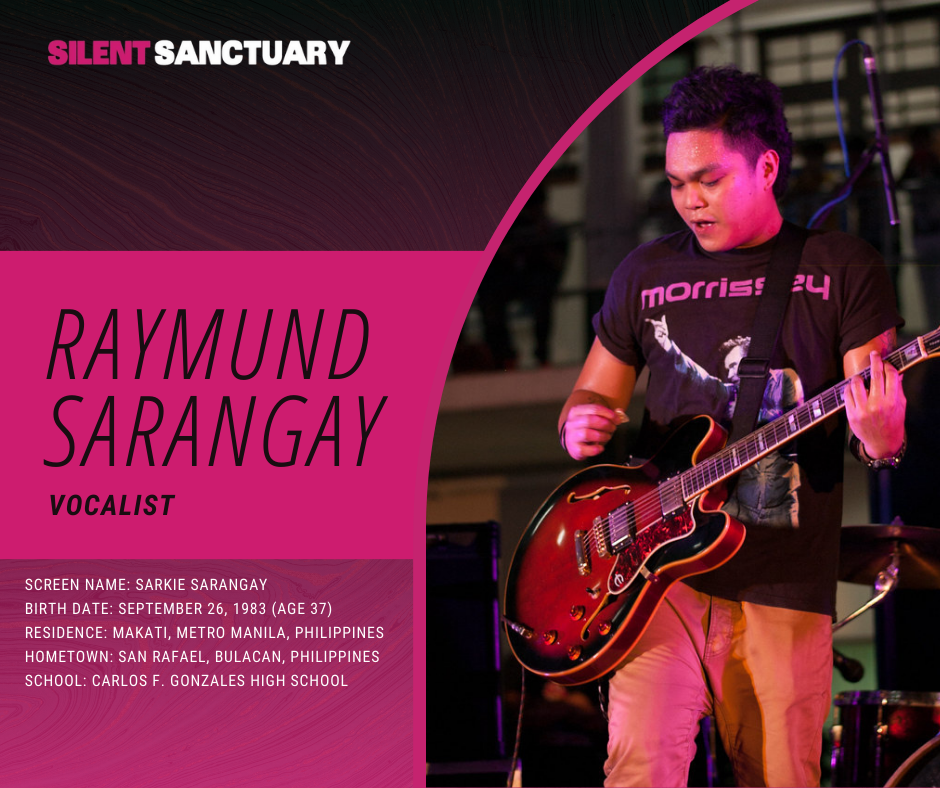 SILENT SANCTUARY
RAYMUND
SARANGAY
VOCALIST
SCREEN NAME: SARKIE SARANGAY
BIRTH DATE: SEPTEMBER 26, 1983 (AGE 37)
RESIDENCE: MAKATI, METRO MANILA, PHILIPPINES
HOMETOWN: SAN RAFAEL, BULACAN, PHILIPPINES
SCHOOL: CARLOS F. GONZALES HIGH SCHOOL
morrissey